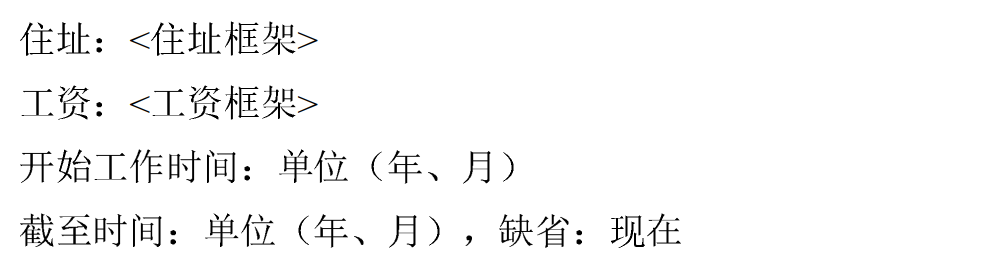 住址：<住址框架>
工资：<工资框架>
开始工作时间：单位（年、月）
截至时间：单位（年、月），缺省：现在